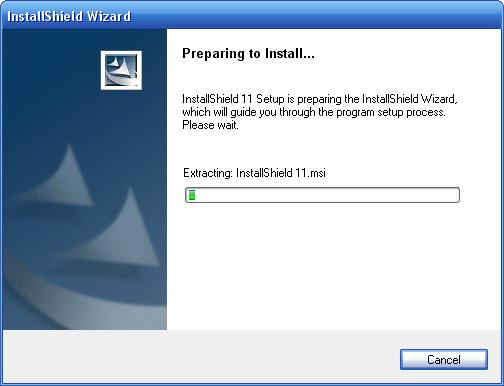 InstallShield Wizard
Preparing to Install...
InstallShield 11 Setup is preparing the InstallShield Wizard,
which will guide you through the program setup process.
Please wait.
Extracting: InstallShield 11.msi
Cancel